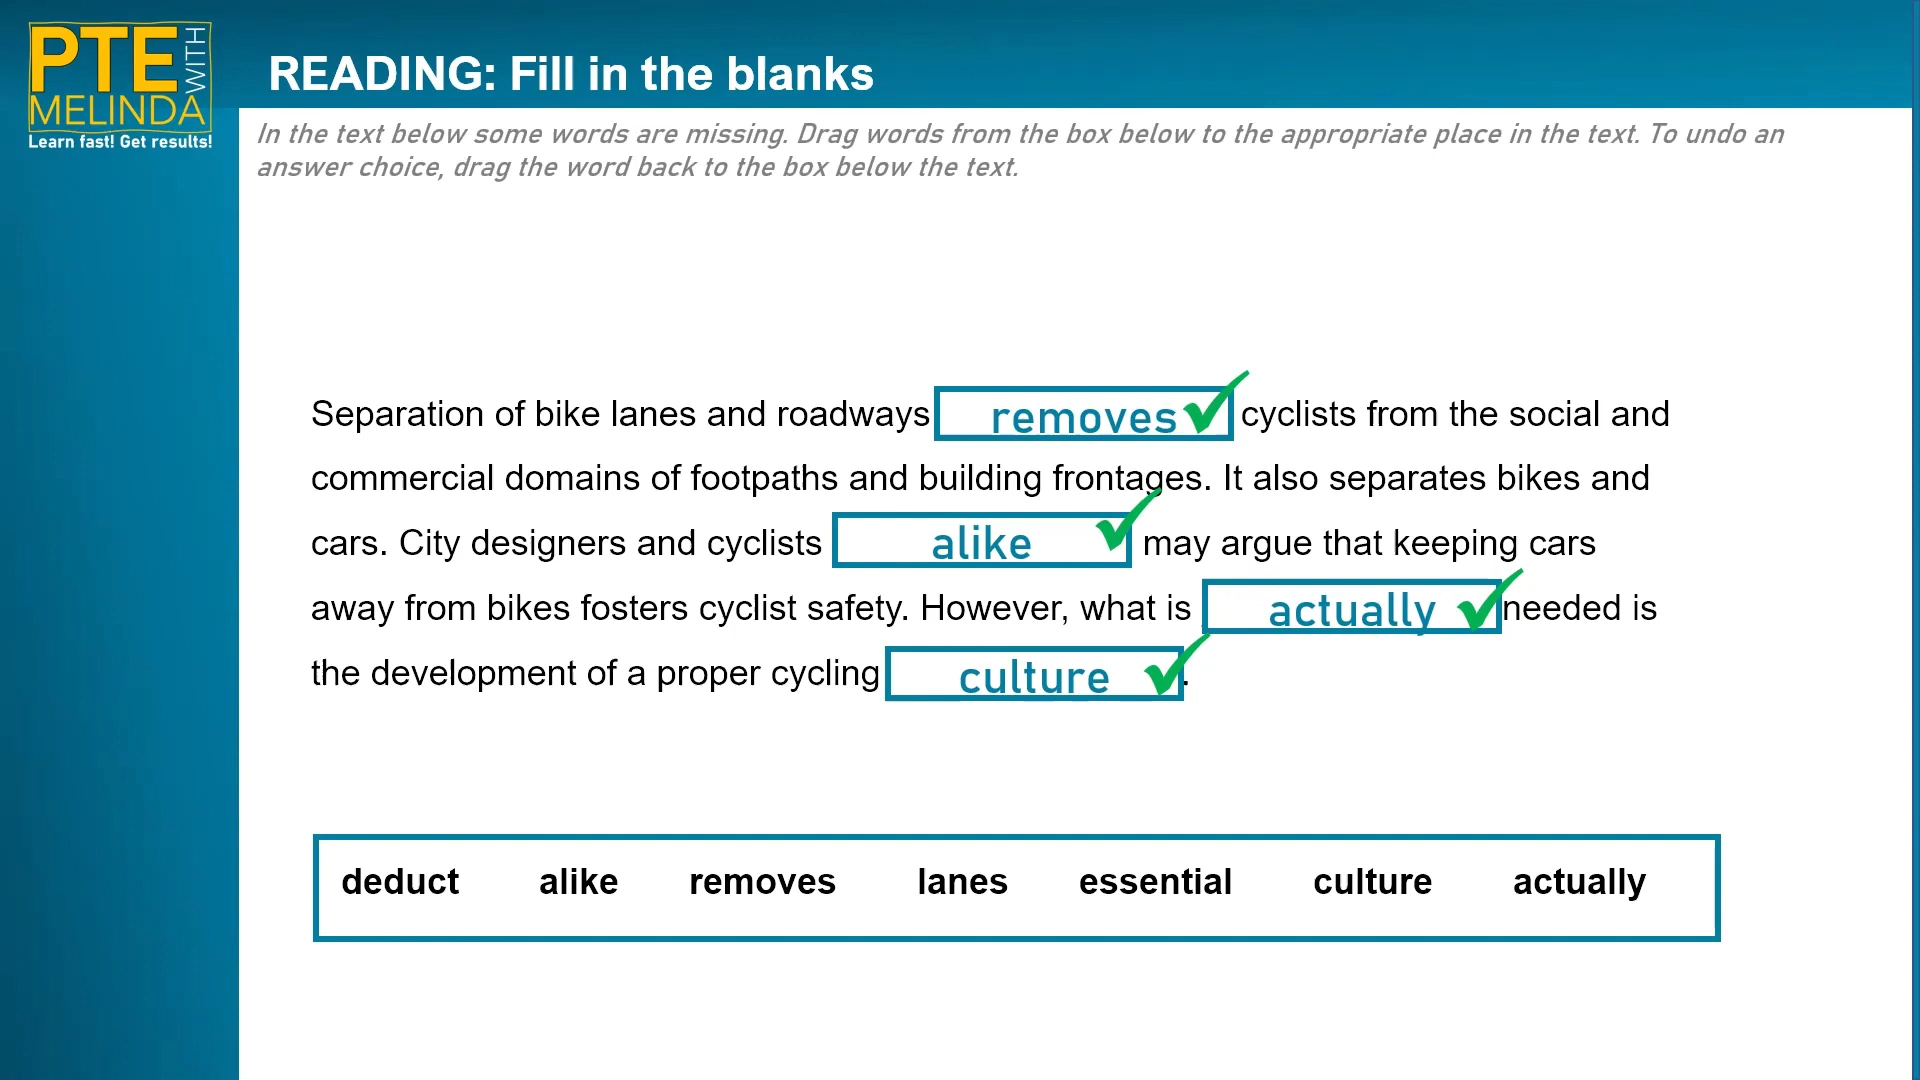 PTE WITH
MELINDA
Learn fast! Get results!
READING: Fill in the blanks
In the text below some words are missing. Drag words from the box below to the appropriate place in the text. To undo an
answer choice, drag the word back to the box below the text.
Separation of bike lanes and roadways removes cyclists from the social and
commercial domains of footpaths and building frontages. It also separates bikes and
cars. City designers and cyclists alike may argue that keeping cars
away from bikes fosters cyclist safety. However, what is actually needed is
the development of a proper cycling culture.
deduct alike removes lanes essential culture actually